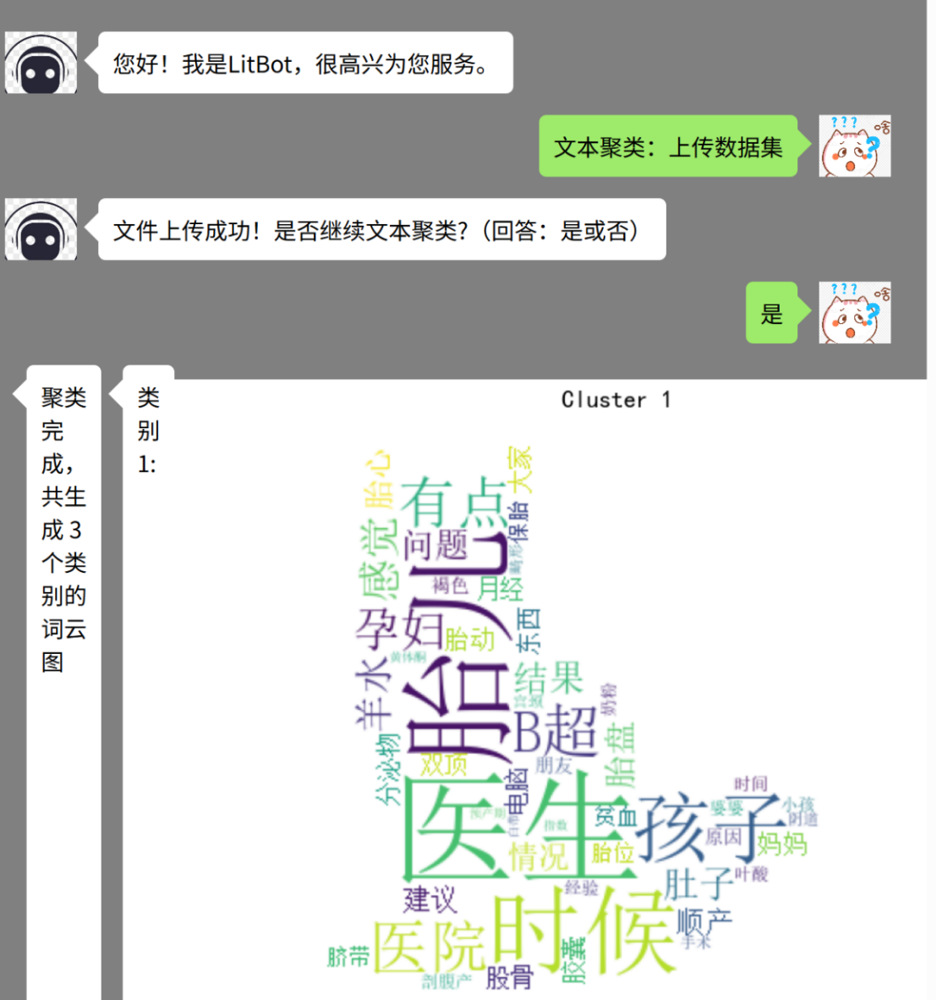 您好！我是LitBot，很高兴为您服务。
???
啥
文本聚类：上传数据集
文件上传成功！是否继续文本聚类?（回答：是或否）
???
啥
是
聚类
完
成，
共生
成 3
个类
别的
词云
图
类
别
1:
Cluster 1
胎心
有点
大家
感觉
问题
保胎
畸形
褐色
月经
胎儿
孕妇
胎动
东西
黄体酮
羊水
结果
宫颈
奶粉
B超
分泌物
双顶
朋友
胎盘
电脑
医生
预产期
白带
指数
贫血
孩子
时间
婆婆
小孩
阴道
原因
妈妈
情况
胎位
叶酸
建议
经验
肚子
时候
顺产
手术
医院
脐带
胶囊
剖腹产
股骨